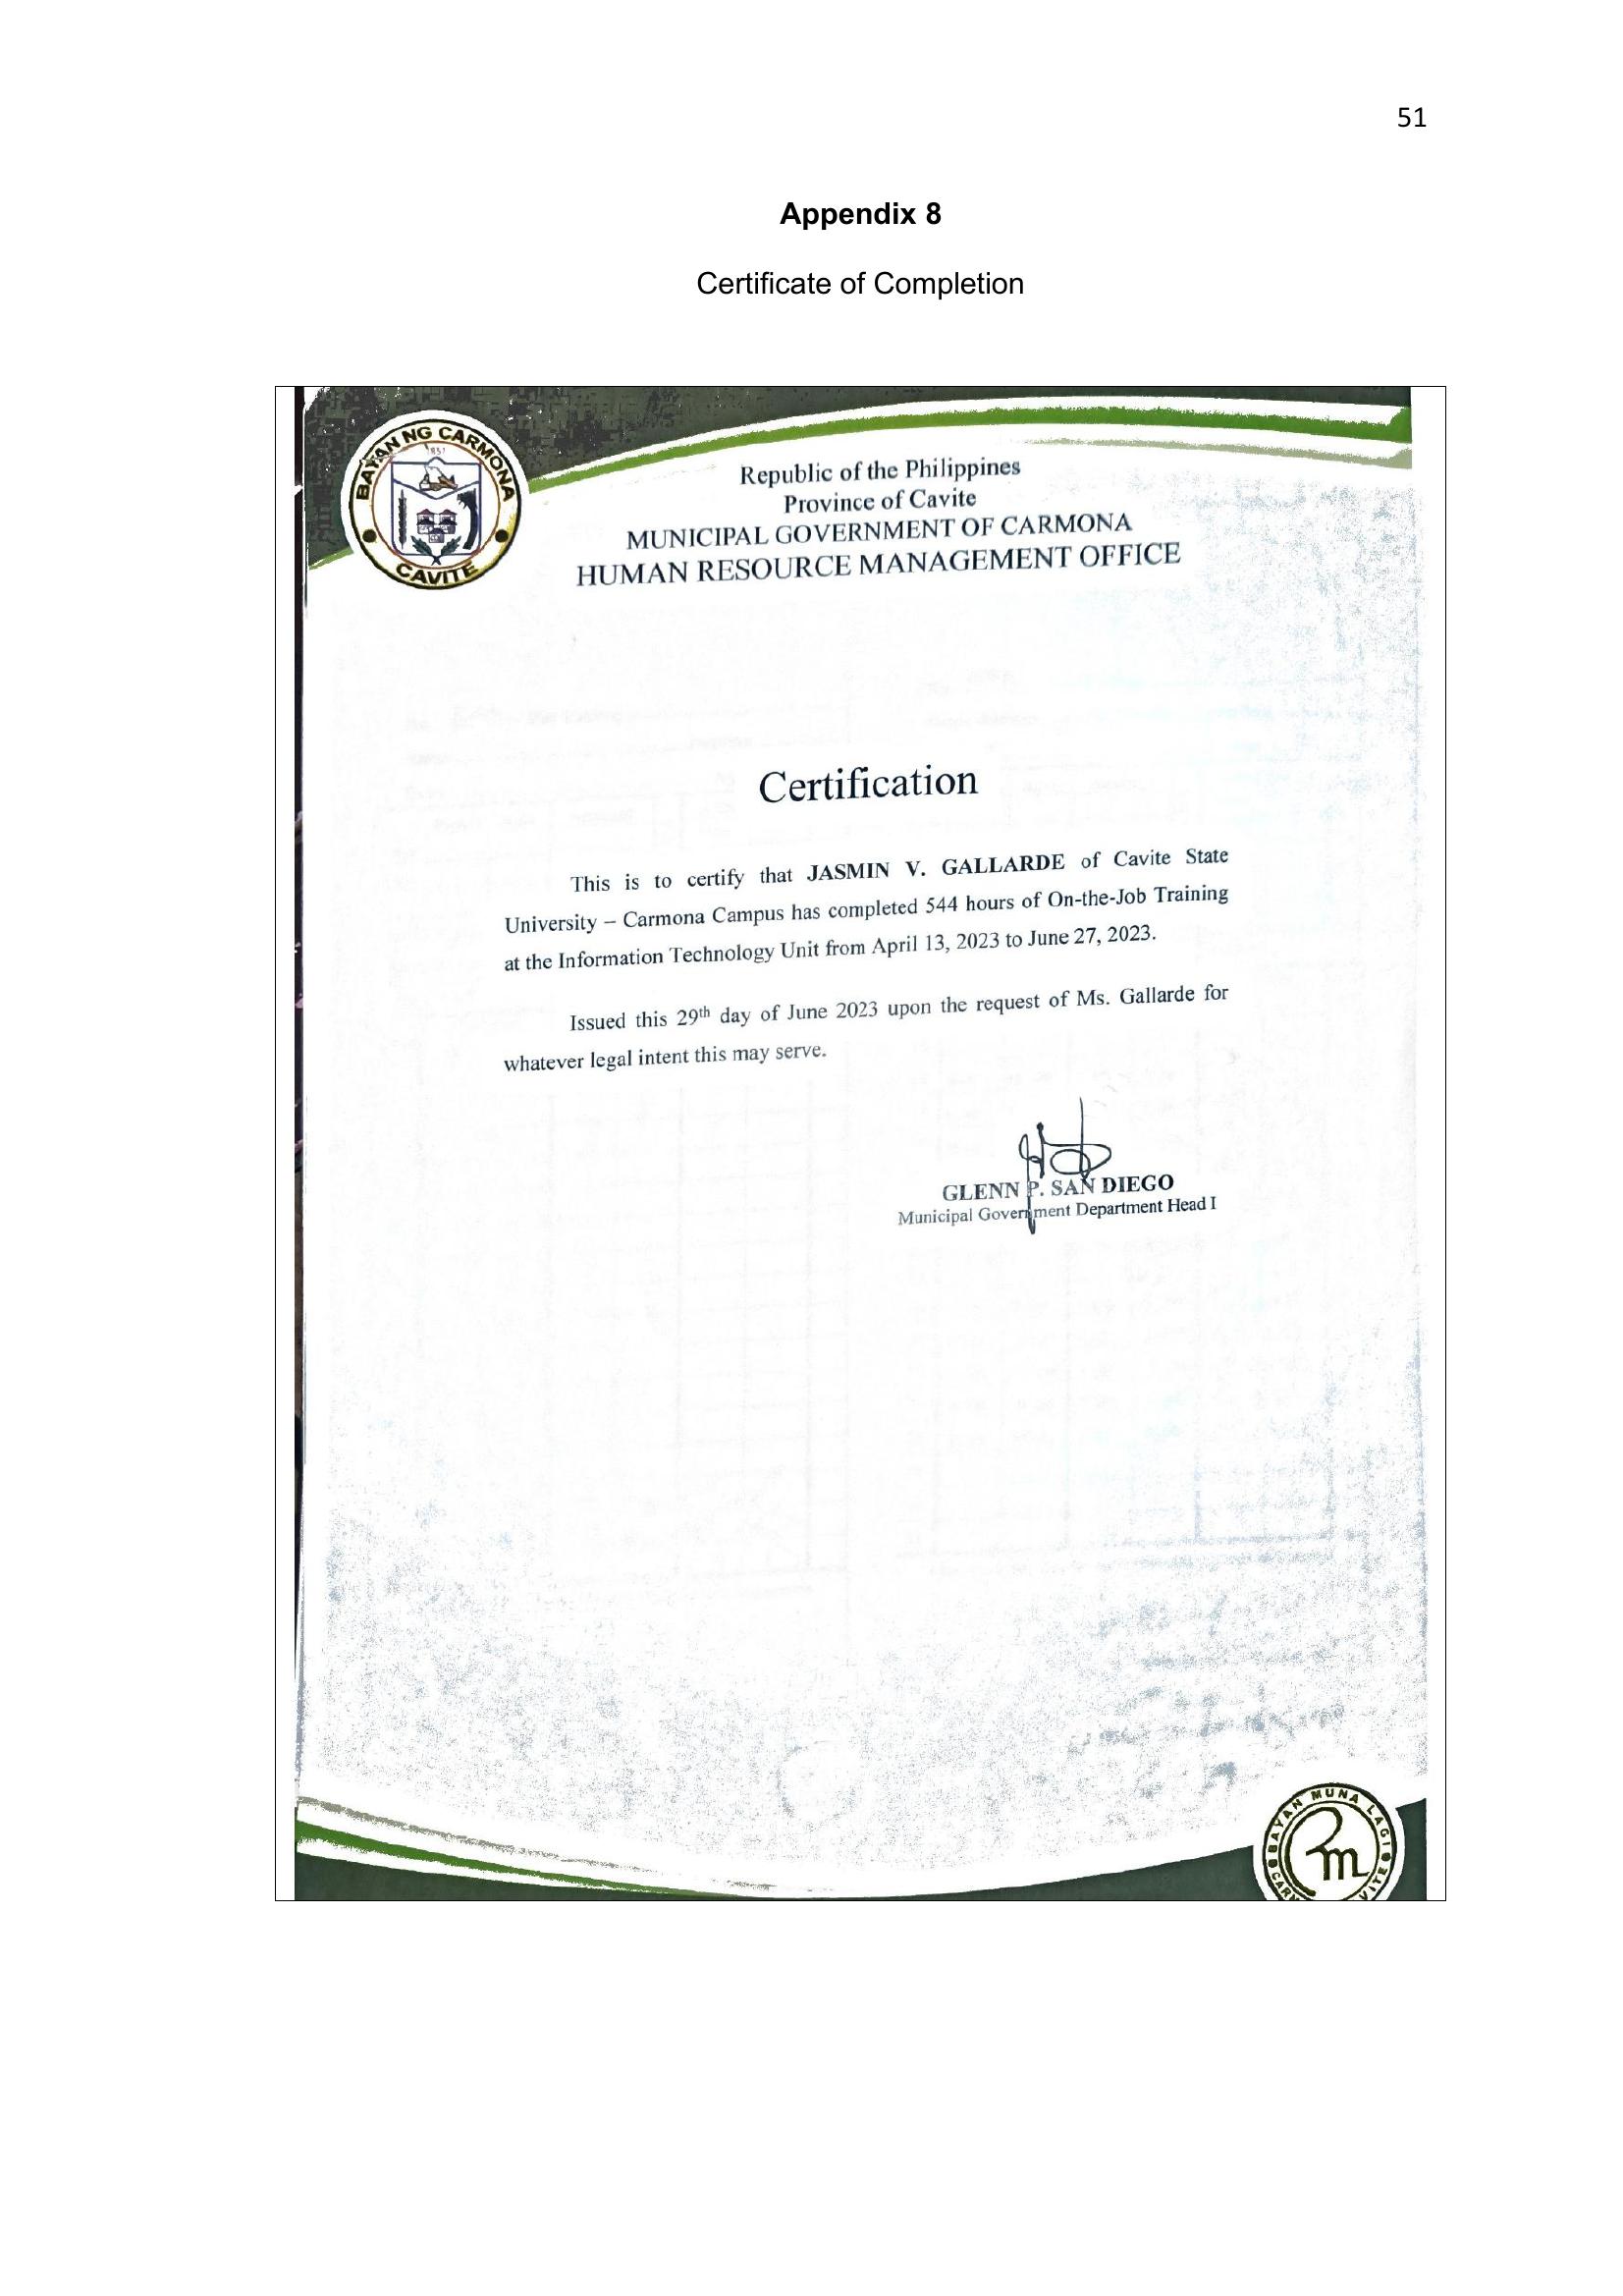 51
Appendix 8
Certificate of Completion
BAYAN NG CARMONA
1857
CAVITE
Republic of the Philippines
Province of Cavite
MUNICIPAL GOVERNMENT OF CARMONA
HUMAN RESOURCE MANAGEMENT OFFICE
Certification
This is to certify that JASMIN V. GALLARDE of Cavite State
University – Carmona Campus has completed 544 hours of On-the-Job Training
at the Information Technology Unit from April 13, 2023 to June 27, 2023.
Issued this 29th day of June 2023 upon the request of Ms. Gallarde for
whatever legal intent this may serve.
GLENN P. SAN DIEGO
Municipal Government Department Head I
BAYAN MUNA LAGI